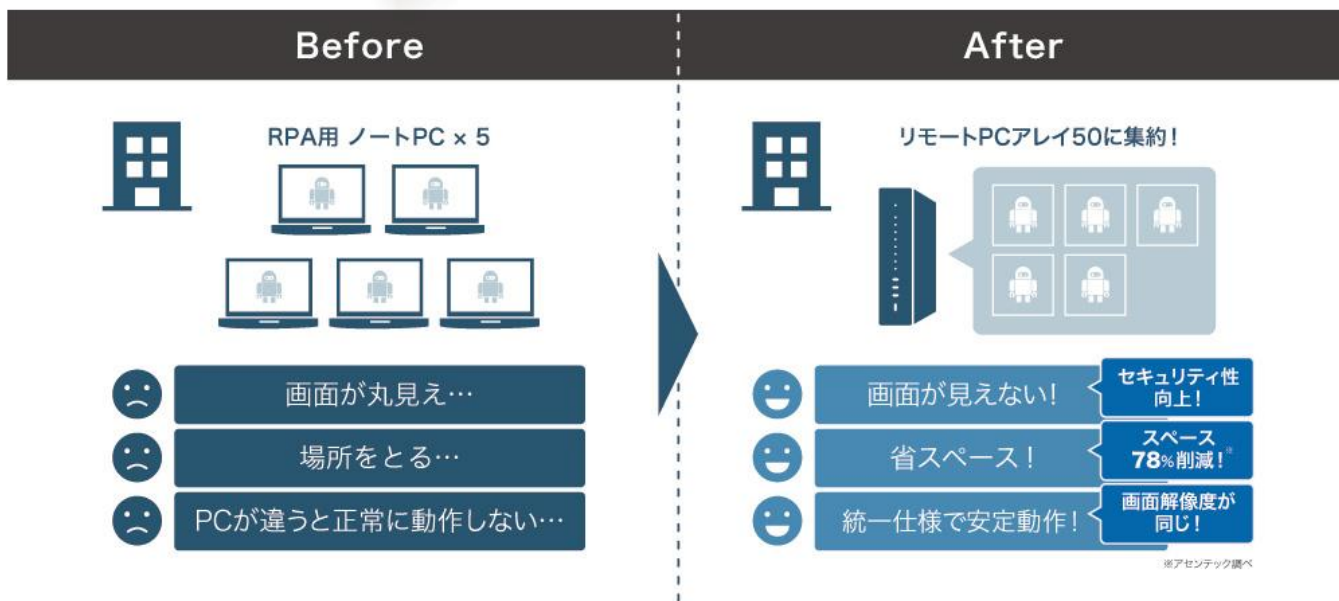 Before
After
RPA用 ノートPC × 5
リモートPCアレイ50に集約！
画面が丸見え…
場所をとる…
PCが違うと正常に動作しない…
画面が見えない！
セキュリティ性
向上！
省スペース！
スペース
78%削減！※
統一仕様で安定動作！
画面解像度が
同じ！
※アセンテック調べ